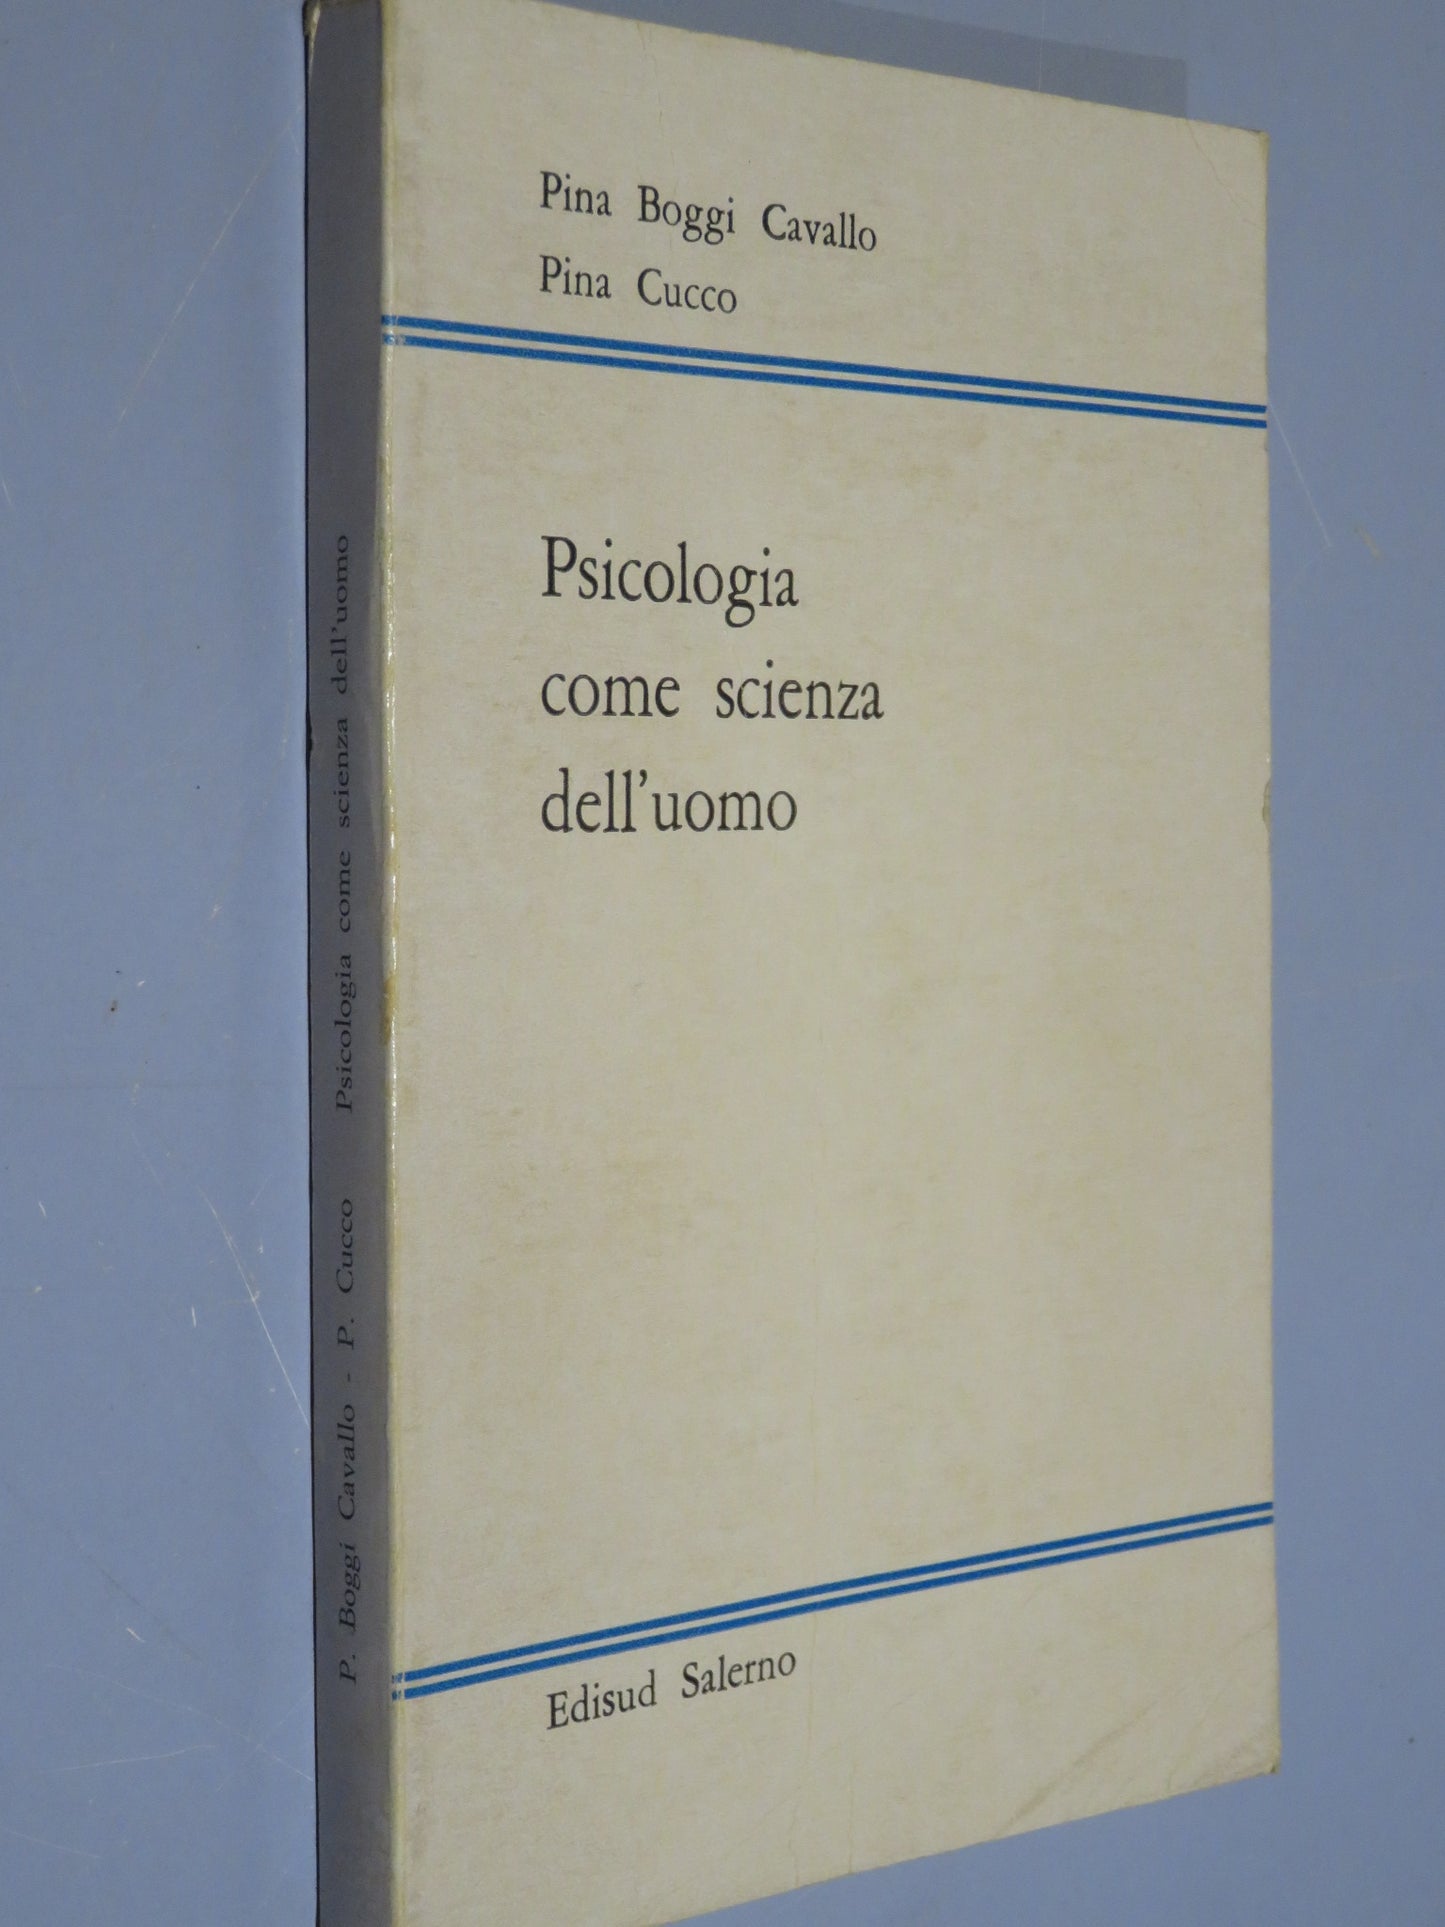 Pina Boggi Cavallo
Pina Cucco
Psicologia
come scienza
dell'uomo
Edisud Salerno
P. Boggi Cavallo - P. Cucco Psicologia come scienza dell'uomo